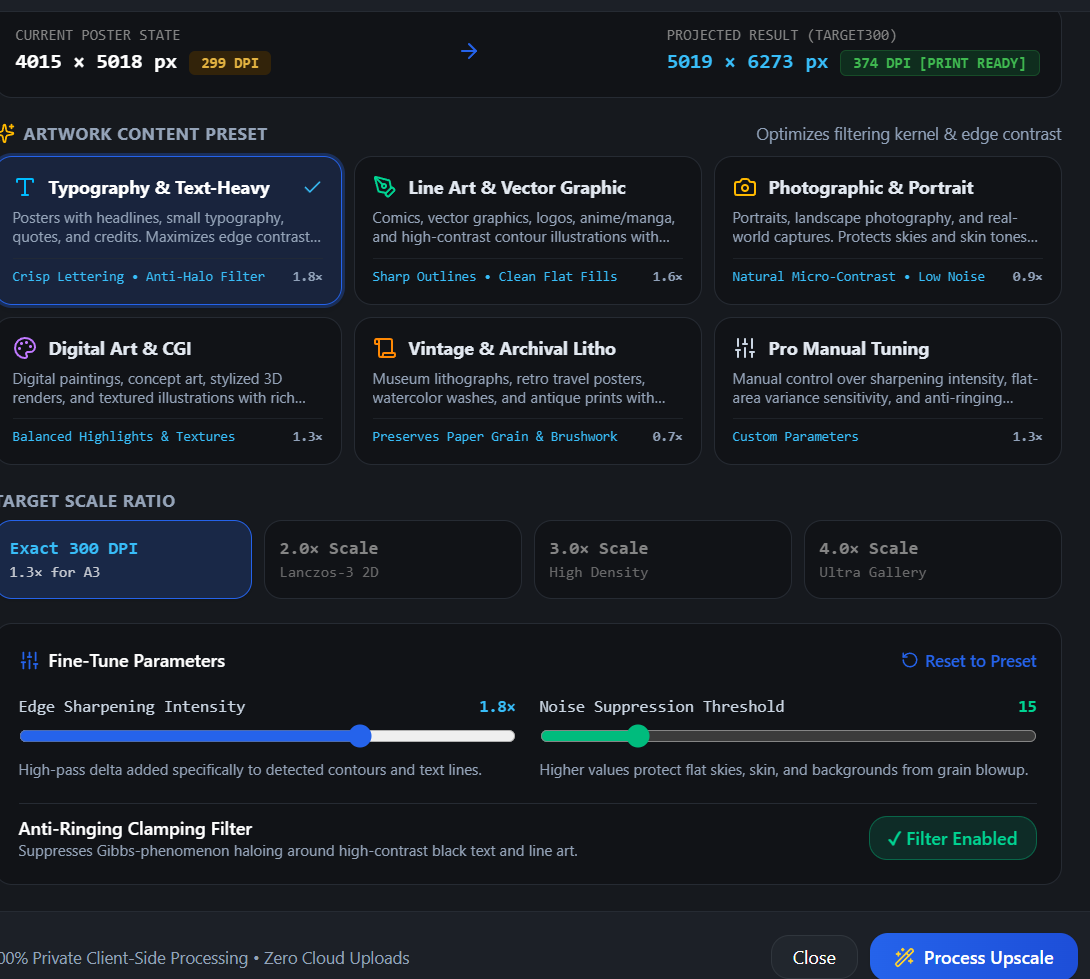 CURRENT POSTER STATE
4015 × 5018 px 299 DPI
PROJECTED RESULT (TARGET300)
5019 × 6273 px 374 DPI [PRINT READY]
ARTWORK CONTENT PRESET
Optimizes filtering kernel & edge contrast
Typography & Text-Heavy
Posters with headlines, small typography,
quotes, and credits. Maximizes edge contrast...
Crisp Lettering • Anti-Halo Filter 1.8×
Line Art & Vector Graphic
Comics, vector graphics, logos, anime/manga,
and high-contrast contour illustrations with...
Sharp Outlines • Clean Flat Fills 1.6×
Photographic & Portrait
Portraits, landscape photography, and real-
world captures. Protects skies and skin tones...
Natural Micro-Contrast • Low Noise 0.9×
Digital Art & CGI
Digital paintings, concept art, stylized 3D
renders, and textured illustrations with rich...
Balanced Highlights & Textures 1.3×
Vintage & Archival Litho
Museum lithographs, retro travel posters,
watercolor washes, and antique prints with...
Preserves Paper Grain & Brushwork 0.7×
Pro Manual Tuning
Manual control over sharpening intensity, flat-
area variance sensitivity, and anti-ringing...
Custom Parameters 1.3×
TARGET SCALE RATIO
Exact 300 DPI
1.3× for A3
2.0× Scale
Lanczos-3 2D
3.0× Scale
High Density
4.0× Scale
Ultra Gallery
Fine-Tune Parameters
Reset to Preset
Edge Sharpening Intensity 1.8×
High-pass delta added specifically to detected contours and text lines.
Noise Suppression Threshold 15
Higher values protect flat skies, skin, and backgrounds from grain blowup.
Anti-Ringing Clamping Filter
Suppresses Gibbs-phenomenon haloing around high-contrast black text and line art.
✓ Filter Enabled
00% Private Client-Side Processing • Zero Cloud Uploads
Close
Process Upscale